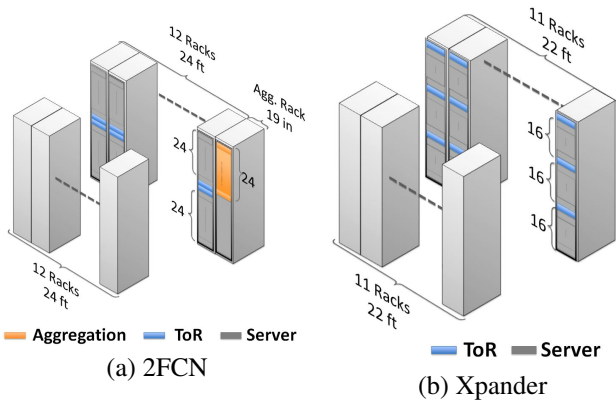 12 Racks
24 ft
Agg. Rack
19 in
24
24
24
12 Racks
24 ft
Aggregation ToR Server
(a) 2FCN
11 Racks
22 ft
16
16
16
11 Racks
22 ft
ToR Server
(b) Xpander